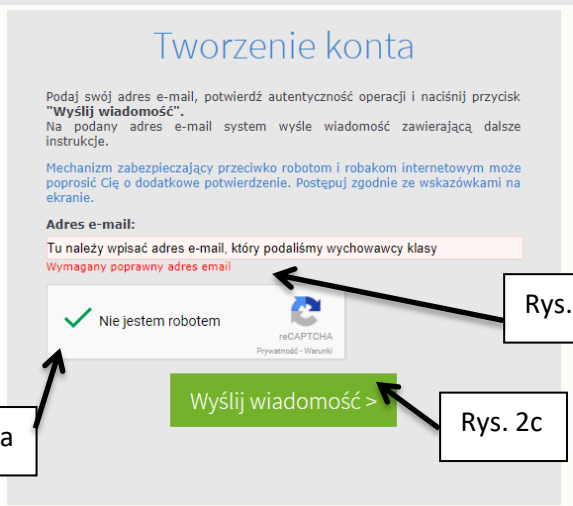 Tworzenie konta
Podaj swój adres e-mail, potwierdź autentyczność operacji i naciśnij przycisk
"Wyślij wiadomość".
Na podany adres e-mail system wyśle wiadomość zawierającą dalsze
instrukcje.
Mechanizm zabezpieczający przeciwko robotom i robakom internetowym może
poprosić Cię o dodatkowe potwierdzenie. Postępuj zgodnie ze wskazówkami na
ekranie.
Adres e-mail:
Tu należy wpisać adres e-mail, który podaliśmy wychowawcy klasy
Wymagany poprawny adres email
Rys.
Nie jestem robotem
reCAPTCHA
Prywatność - Warunki
Wyślij wiadomość >
Rys. 2c
a